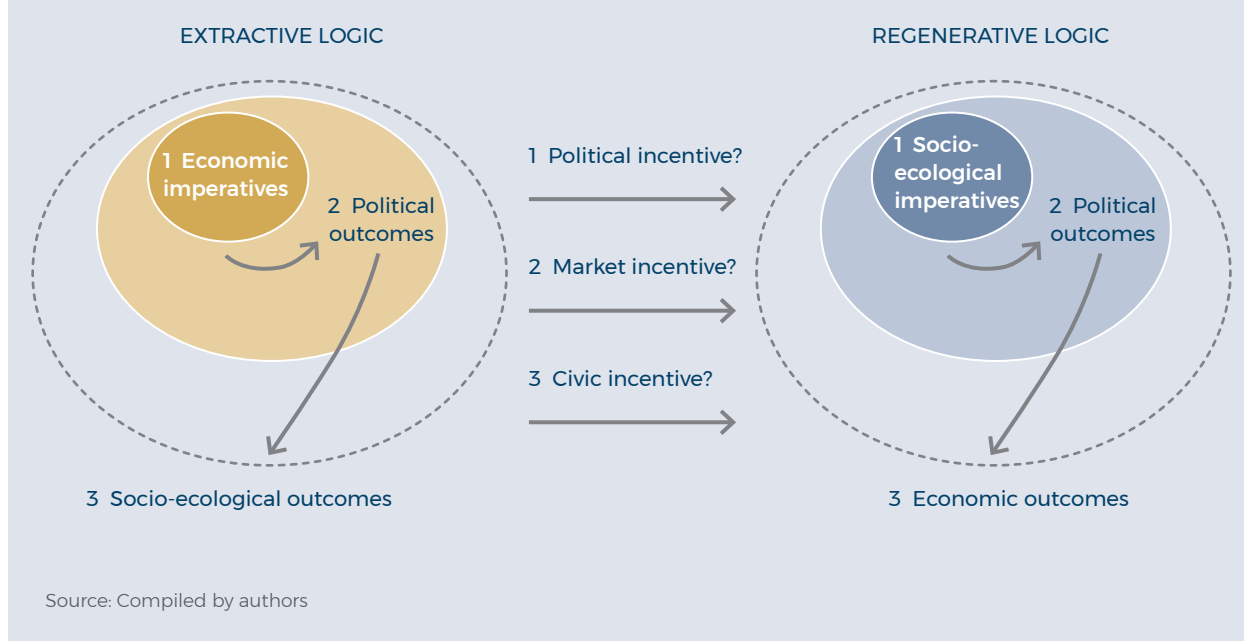 EXTRACTIVE LOGIC
REGENERATIVE LOGIC
1 Economic
imperatives
2 Political
outcomes
3 Socio-ecological outcomes
1 Political incentive?
2 Market incentive?
3 Civic incentive?
1 Socio-
ecological
imperatives
2 Political
outcomes
3 Economic outcomes
Source: Compiled by authors